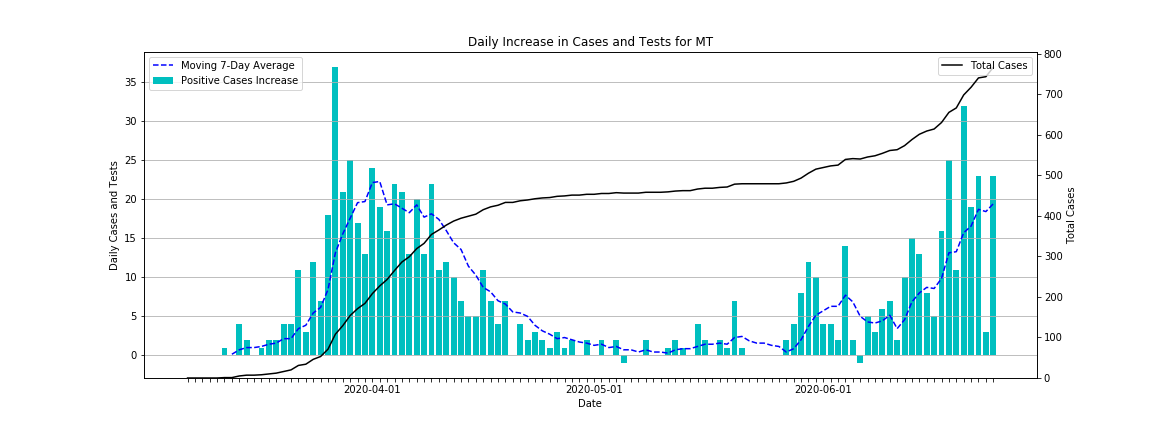 Daily Increase in Cases and Tests for MT
Moving 7-Day Average
Positive Cases Increase
Total Cases
Daily Cases and Tests
35
30
25
20
15
10
5
0
800
700
600
500
400
300
200
100
0
Total Cases
2020-04-01
2020-05-01
2020-06-01
Date